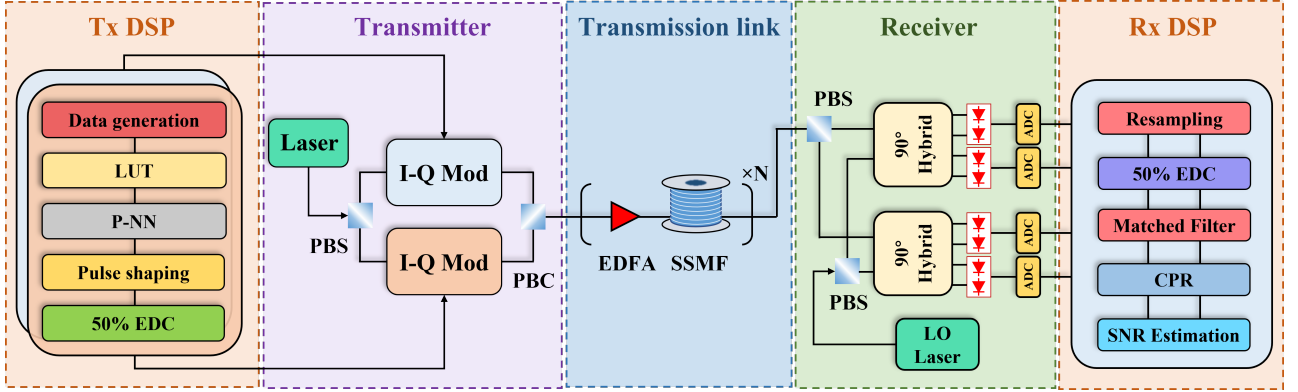 Tx DSP
Data generation
LUT
P-NN
Pulse shaping
50% EDC
Transmitter
Laser
PBS
I-Q Mod
I-Q Mod
PBC
Transmission link
×N
EDFA
SSMF
Receiver
PBS
90°
Hybrid
ADC
ADC
90°
Hybrid
ADC
ADC
PBS
LO
Laser
Rx DSP
Resampling
50% EDC
Matched Filter
CPR
SNR Estimation